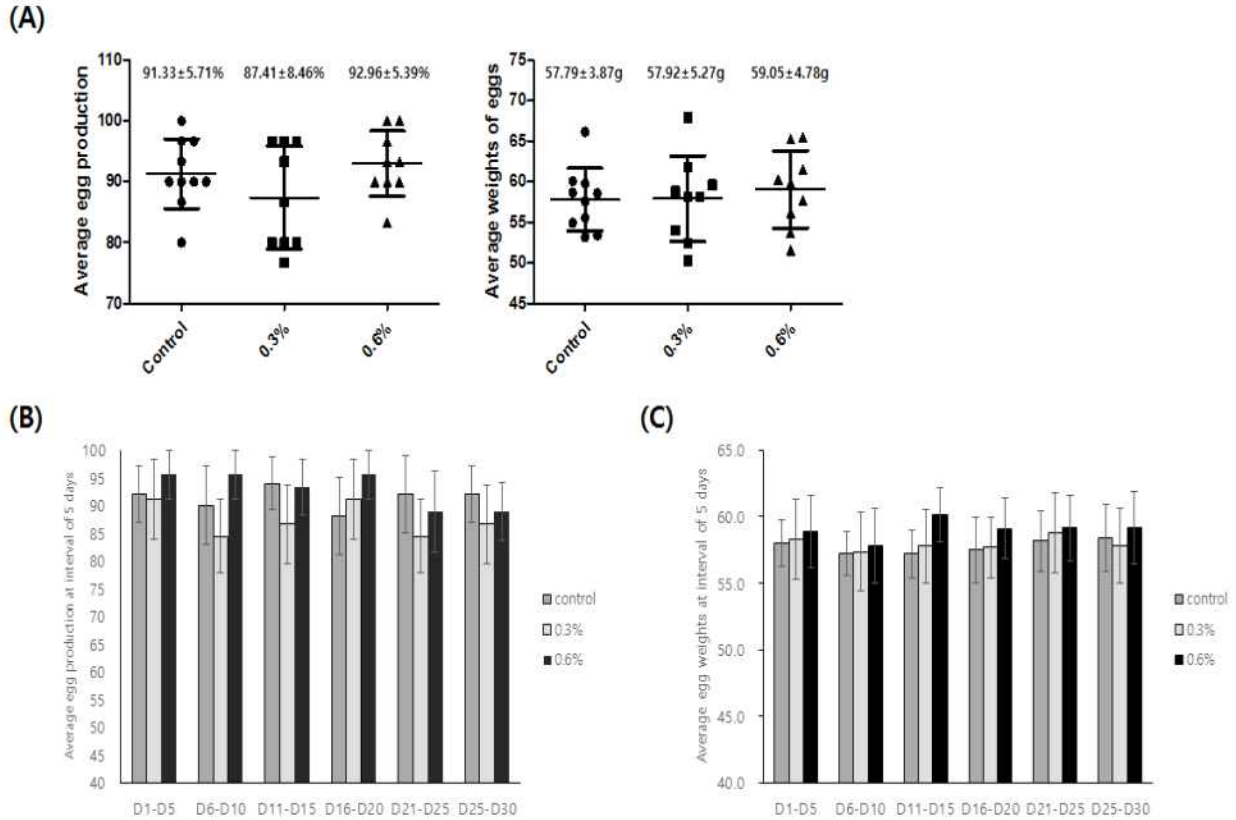 (A)
Average egg production
110
100
90
80
70
91.33±5.71% 87.41±8.46% 92.96±5.39%
Control 0.3% 0.6%
Average weights of eggs
75
70
65
60
55
50
45
57.79±3.87g 57.92±5.27g 59.05±4.78g
Control 0.3% 0.6%
(B)
Average egg production at interval of 5 days
100
95
90
85
80
75
70
65
60
55
50
45
40
D1-D5 D6-D10 D11-D15 D16-D20 D21-D25 D25-D30
control
0.3%
0.6%
(C)
Average egg weights at interval of 5 days
65.0
60.0
55.0
50.0
45.0
40.0
D1-D5 D6-D10 D11-D15 D16-D20 D21-D25 D25-D30
control
0.3%
0.6%